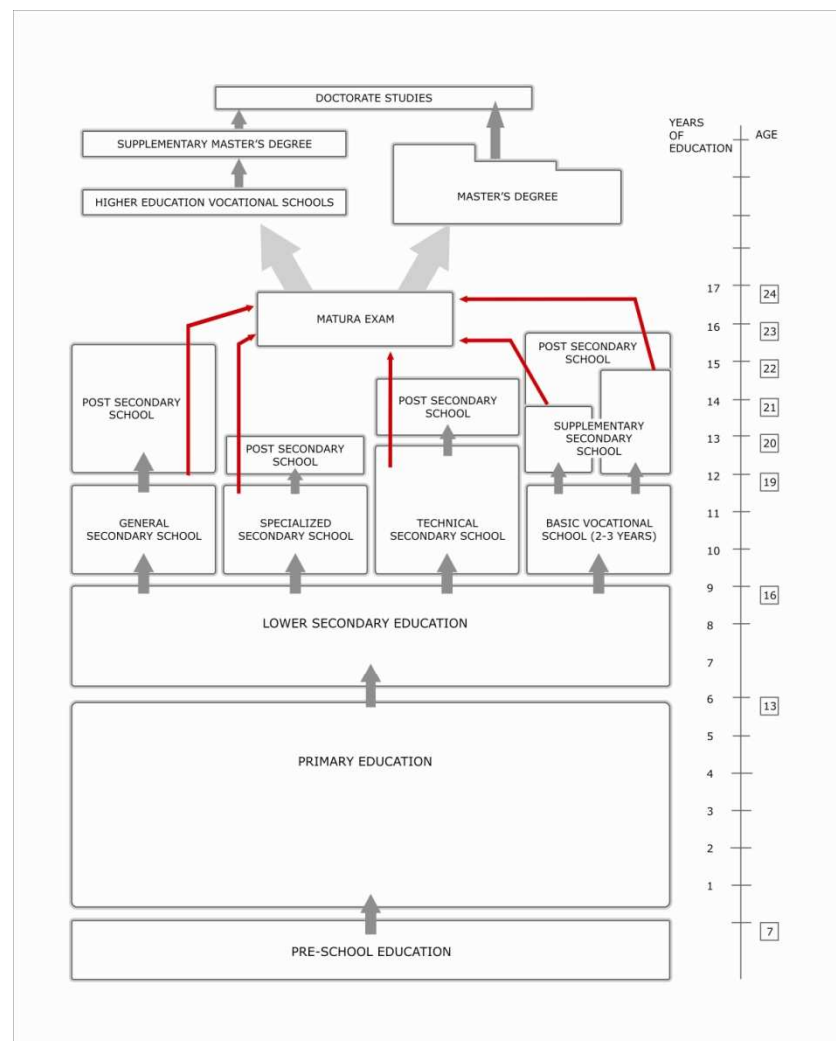 DOCTORATE STUDIES
SUPPLEMENTARY MASTER'S DEGREE
HIGHER EDUCATION VOCATIONAL SCHOOLS
MASTER'S DEGREE
MATURA EXAM
POST SECONDARY
SCHOOL
POST SECONDARY
SCHOOL
POST SECONDARY
SCHOOL
POST SECONDARY
SCHOOL
SUPPLEMENTARY
SECONDARY
SCHOOL
GENERAL
SECONDARY SCHOOL
SPECIALIZED
SECONDARY SCHOOL
TECHNICAL
SECONDARY SCHOOL
BASIC VOCATIONAL
SCHOOL (2-3 YEARS)
LOWER SECONDARY EDUCATION
PRIMARY EDUCATION
PRE-SCHOOL EDUCATION
YEARS
OF
EDUCATION
AGE
17 24
16 23
15 22
14 21
13 20
12 19
11
10
9 16
8
7
6 13
5
4
3
2
1
7